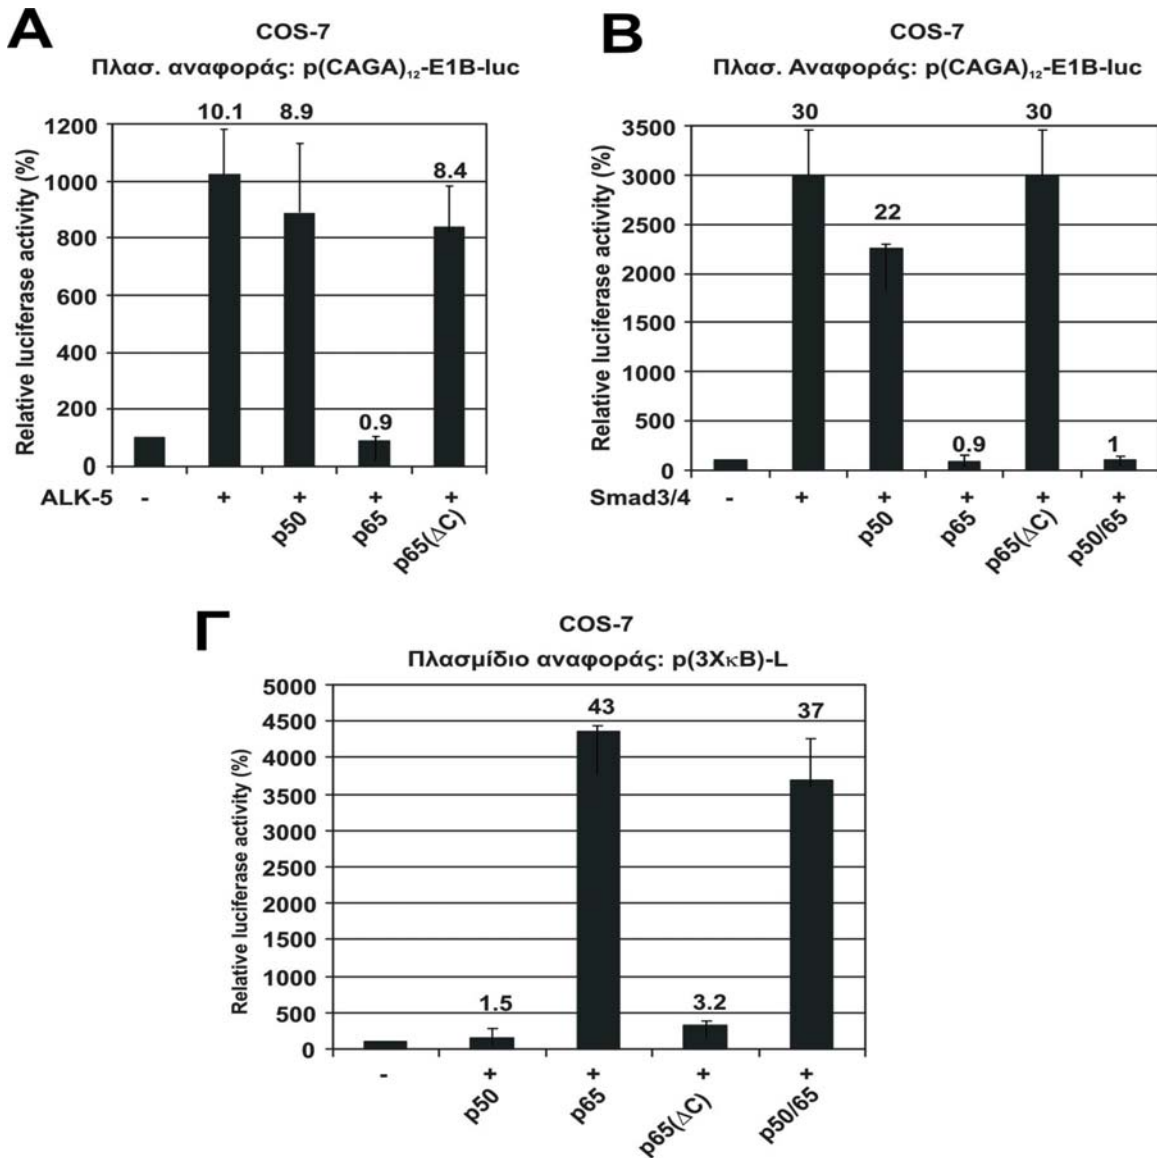 A
COS-7
Πλασ. αναφοράς: p(CAGA)₁₂-E1B-luc
10.1 8.9 8.4 0.9
Relative luciferase activity (%)
1200
1000
800
600
400
200
0
ALK-5 - + + + +
p50 p65 p65(ΔC)
B
COS-7
Πλασ. Αναφοράς: p(CAGA)₁₂-E1B-luc
30 22 0.9 30 1
Relative luciferase activity (%)
3500
3000
2500
2000
1500
1000
500
0
Smad3/4 - + + + + +
p50 p65 p65(ΔC) p50/65
Γ
COS-7
Πλασμίδιο αναφοράς: p(3XκB)-L
1.5 43 3.2 37
Relative luciferase activity (%)
5000
4500
4000
3500
3000
2500
2000
1500
1000
500
0
- + + + +
p50 p65 p65(ΔC) p50/65